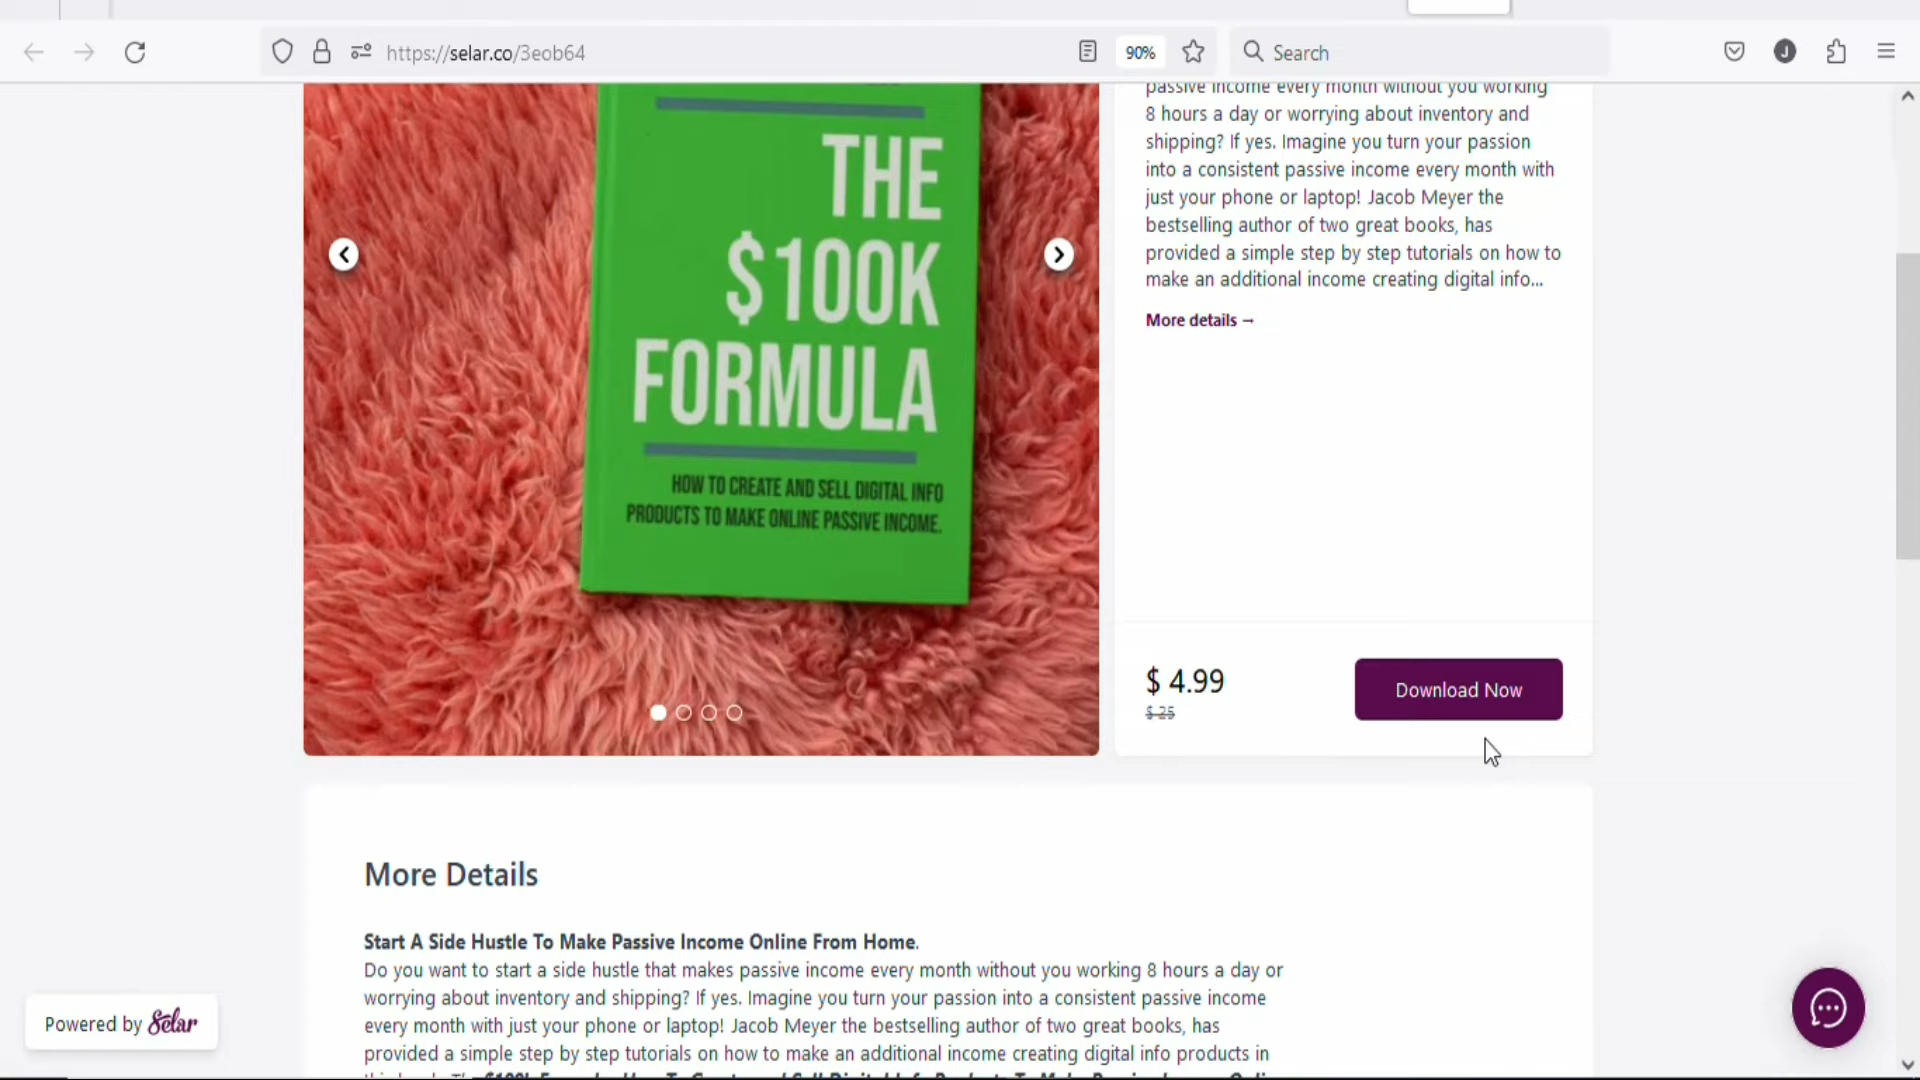 https://selar.co/3eob64
90%
Search
J
THE
$100K
FORMULA
HOW TO CREATE AND SELL DIGITAL INFO
PRODUCTS TO MAKE ONLINE PASSIVE INCOME.
passive income every month without you working
8 hours a day or worrying about inventory and
shipping? If yes. Imagine you turn your passion
into a consistent passive income every month with
just your phone or laptop! Jacob Meyer the
bestselling author of two great books, has
provided a simple step by step tutorials on how to
make an additional income creating digital info...
More details →
$ 4.99
$ 25
Download Now
More Details
Start A Side Hustle To Make Passive Income Online From Home.
Do you want to start a side hustle that makes passive income every month without you working 8 hours a day or
worrying about inventory and shipping? If yes. Imagine you turn your passion into a consistent passive income
every month with just your phone or laptop! Jacob Meyer the bestselling author of two great books, has
provided a simple step by step tutorials on how to make an additional income creating digital info products in
Powered by Selar